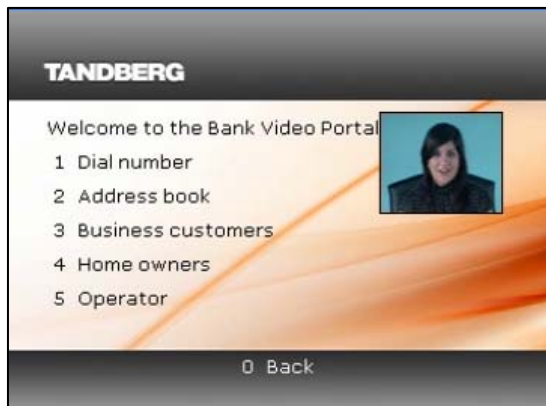 TANDBERG
Welcome to the Bank Video Portal
1 Dial number
2 Address book
3 Business customers
4 Home owners
5 Operator
0 Back